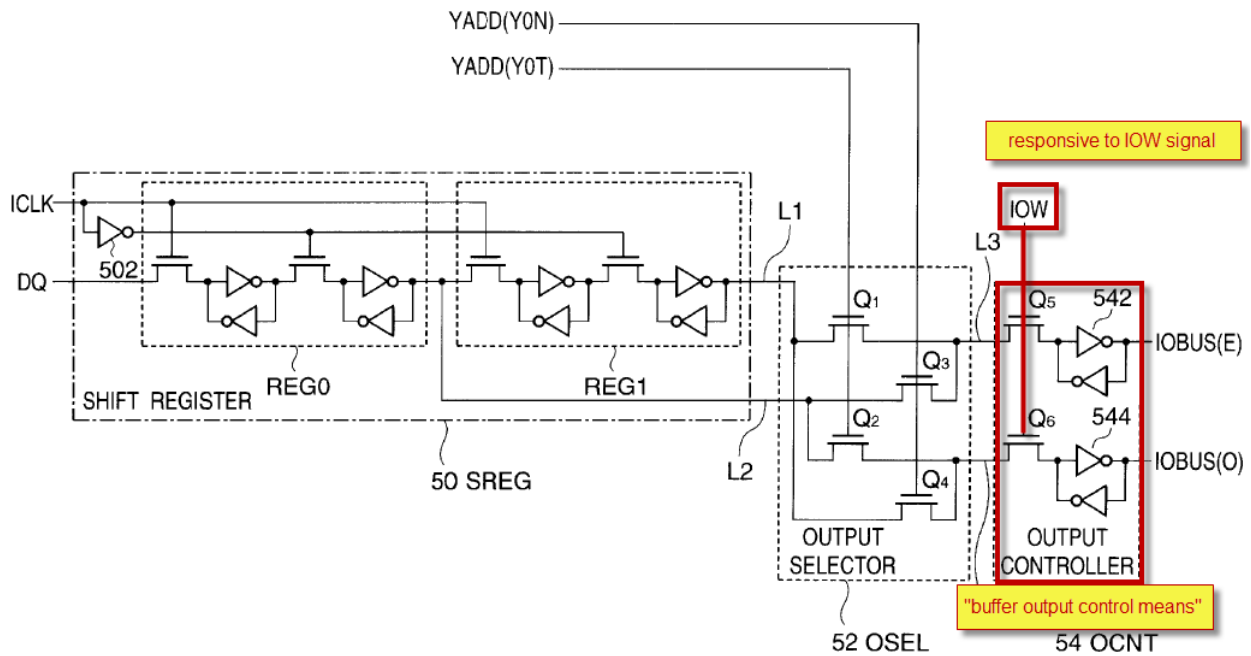 YADD(Y0N)
YADD(Y0T)
responsive to IOW signal
ICLK
IOW
502
L1
L3
DQ
Q1
Q5
542
IOBUS(E)
REG0
REG1
Q3
SHIFT REGISTER
Q2
Q6
544
L2
IOBUS(O)
50 SREG
Q4
OUTPUT
SELECTOR
OUTPUT
CONTROLLER
"buffer output control means"
52 OSEL
54 OCNT